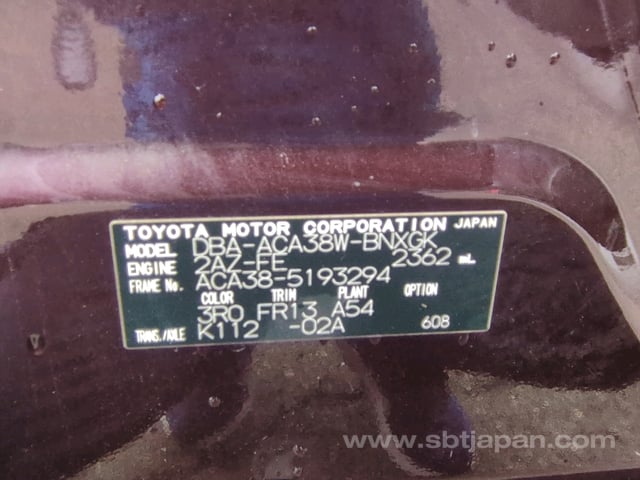 TOYOTA MOTOR CORPORATION JAPAN
MODEL DBA-ACA38W-BNXGK
ENGINE 2AZ-FE 2362 mL
FRAME No. ACA38-5193294
COLOR TRIM PLANT OPTION
3R0 FR13 A54
TRANS./AXLE K112 -02A 608
www.sbtjapan.com